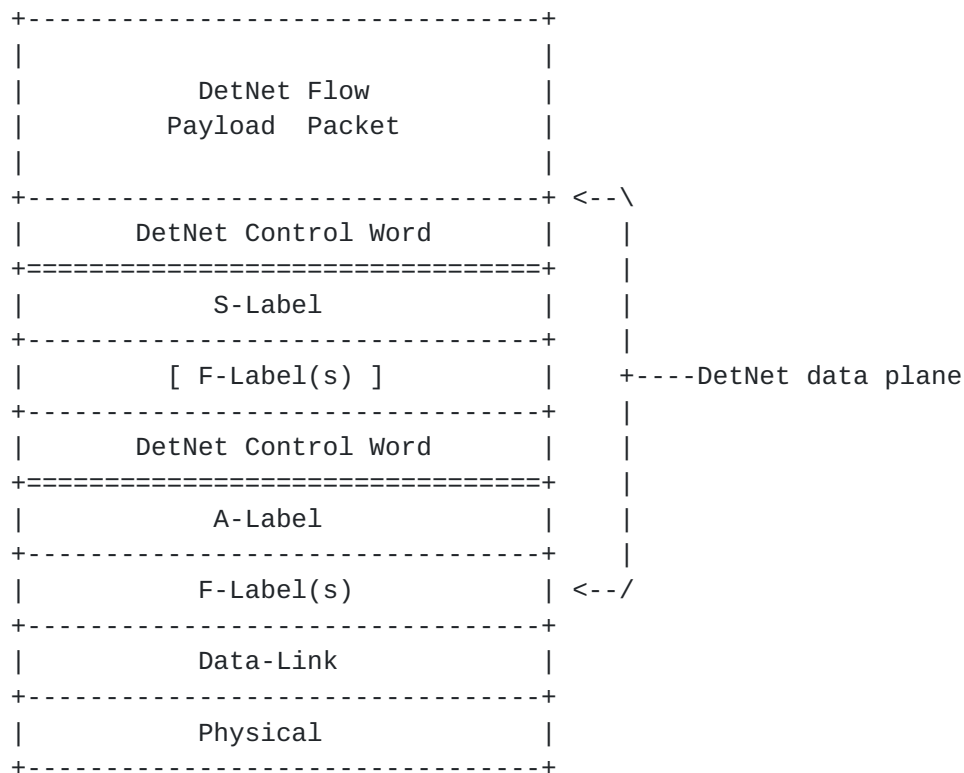 +---------------------------------+
|                                 |
|           DetNet Flow           |
|         Payload  Packet         |
|                                 |
+---------------------------------+ <--\
|       DetNet Control Word       |    |
+=================================+    |
|            S-Label              |    |
+---------------------------------+    |
|         [ F-Label(s) ]          |    +----DetNet data plane
+---------------------------------+    |
|       DetNet Control Word       |    |
+=================================+    |
|            A-Label              |    |
+---------------------------------+    |
|           F-Label(s)            | <--/
+---------------------------------+
|           Data-Link             |
+---------------------------------+
|           Physical              |
+---------------------------------+